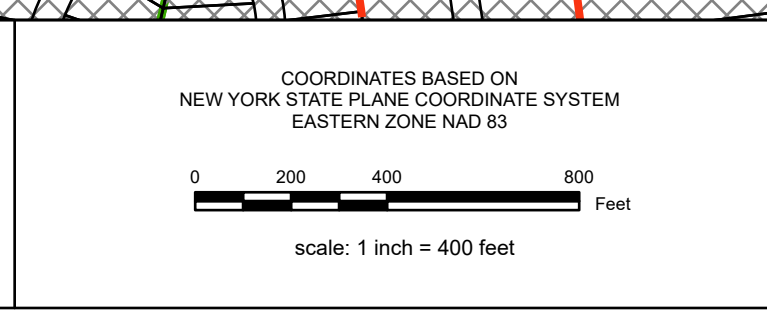 COORDINATES BASED ON
NEW YORK STATE PLANE COORDINATE SYSTEM
EASTERN ZONE NAD 83
0 200 400 800
Feet
scale: 1 inch = 400 feet